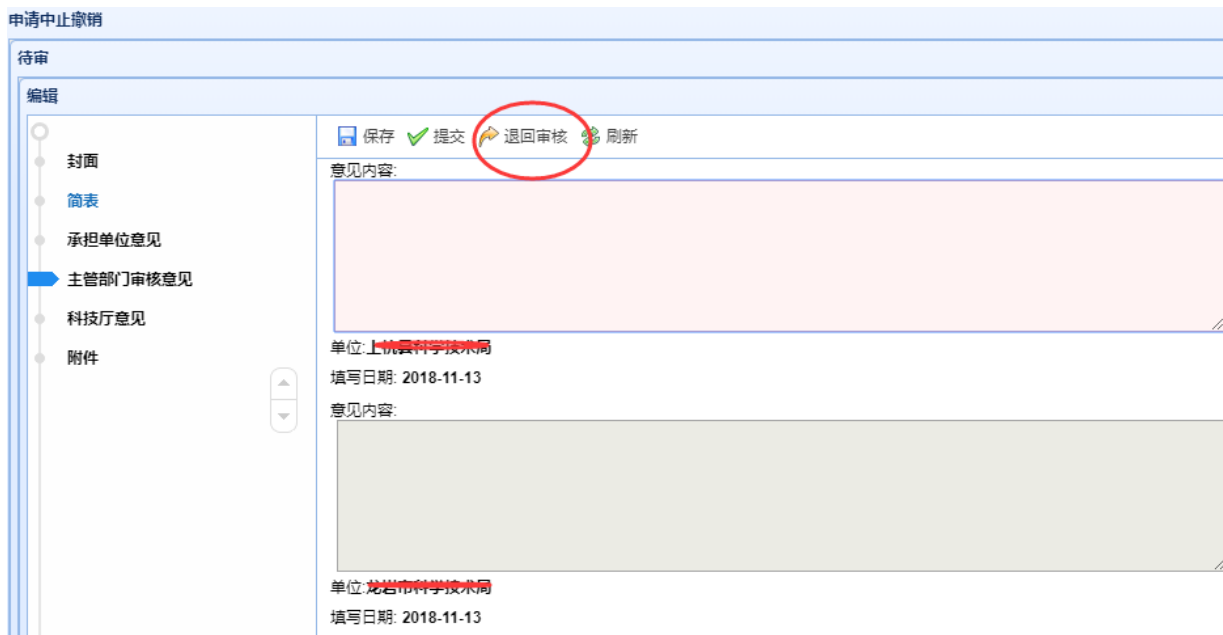 申请中止撤销
待审
编辑
封面
简表
承担单位意见
主管部门审核意见
科技厅意见
附件
保存 提交 退回审核 刷新
意见内容:
单位:上杭县科学技术局
填写日期: 2018-11-13
意见内容:
单位:龙岩市科学技术局
填写日期: 2018-11-13